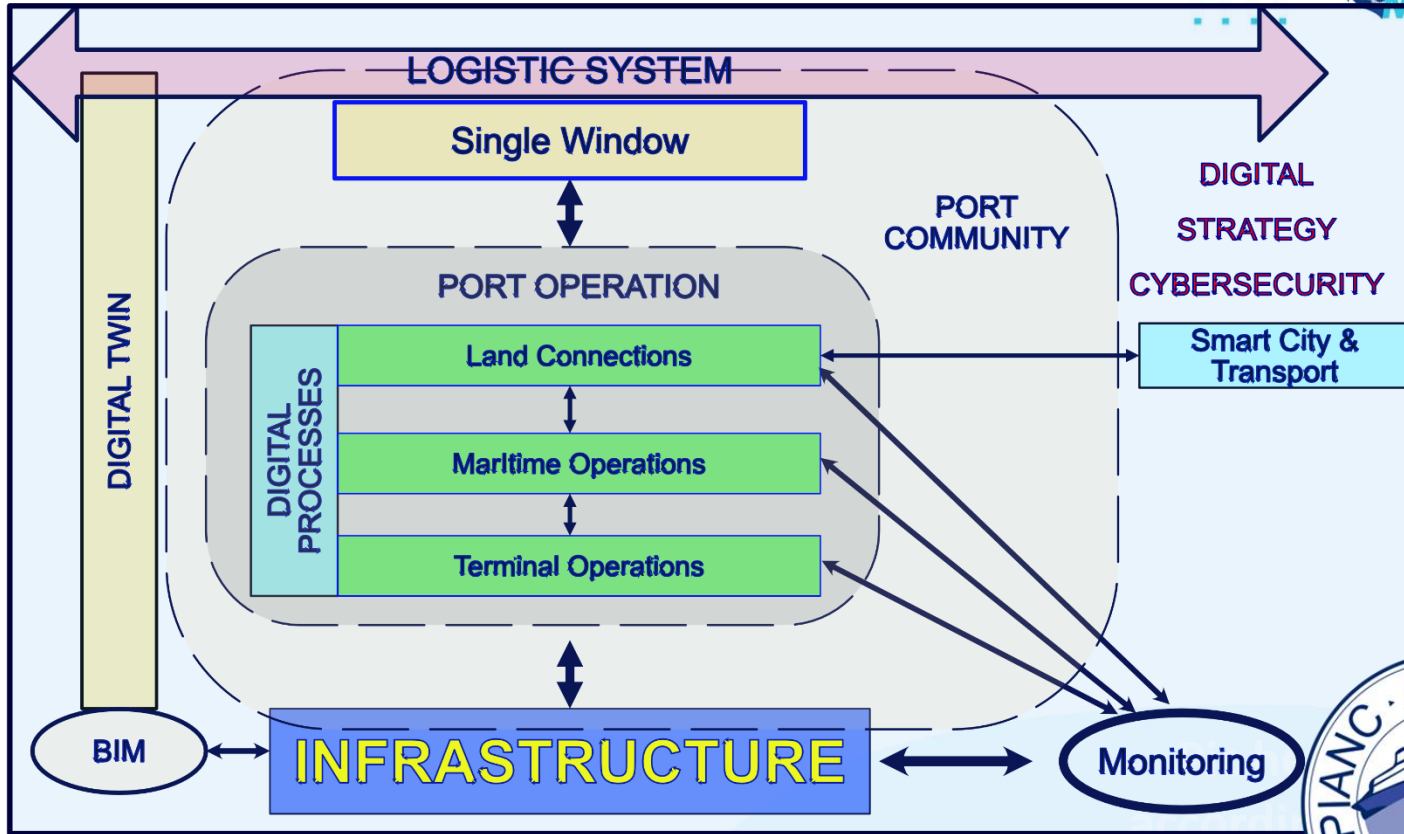 LOGISTIC SYSTEM
Single Window
PORT
COMMUNITY
DIGITAL
STRATEGY
CYBERSECURITY
PORT OPERATION
DIGITAL TWIN
DIGITAL
PROCESSES
Land Connections
Smart City &
Transport
MarItime Operations
Terminal Operations
BIM
INFRASTRUCTURE
Monitoring
PIANC